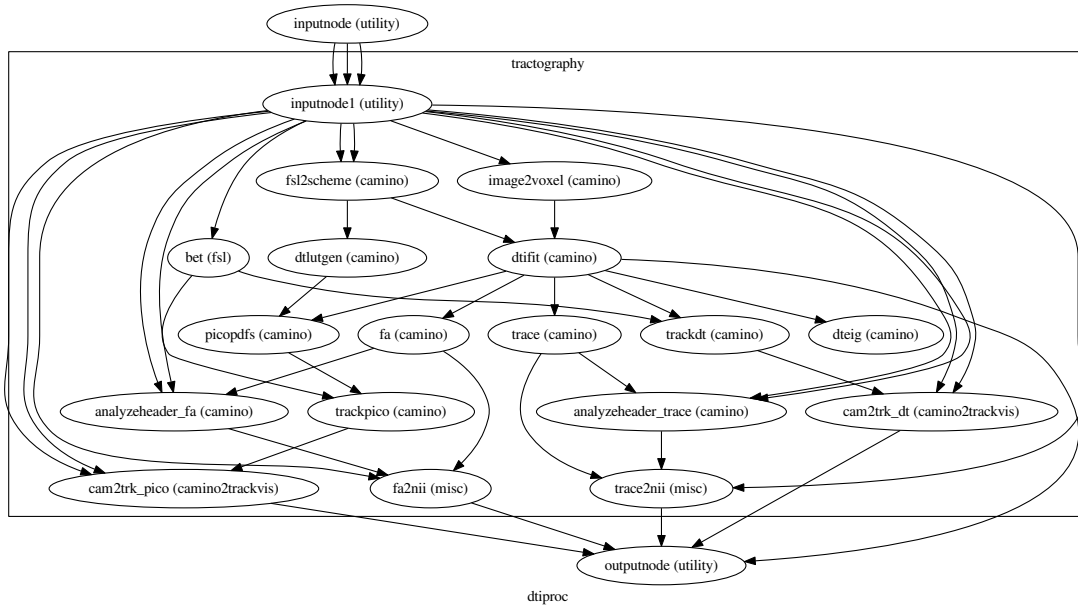 inputnode (utility)
tractography
inputnode1 (utility)
fsl2scheme (camino)
image2voxel (camino)
bet (fsl)
dtlutgen (camino)
dtifit (camino)
picopdfs (camino)
fa (camino)
trace (camino)
trackdt (camino)
dteig (camino)
analyzeheader_fa (camino)
trackpico (camino)
analyzeheader_trace (camino)
cam2trk_dt (camino2trackvis)
cam2trk_pico (camino2trackvis)
fa2nii (misc)
trace2nii (misc)
outputnode (utility)
dtiproc